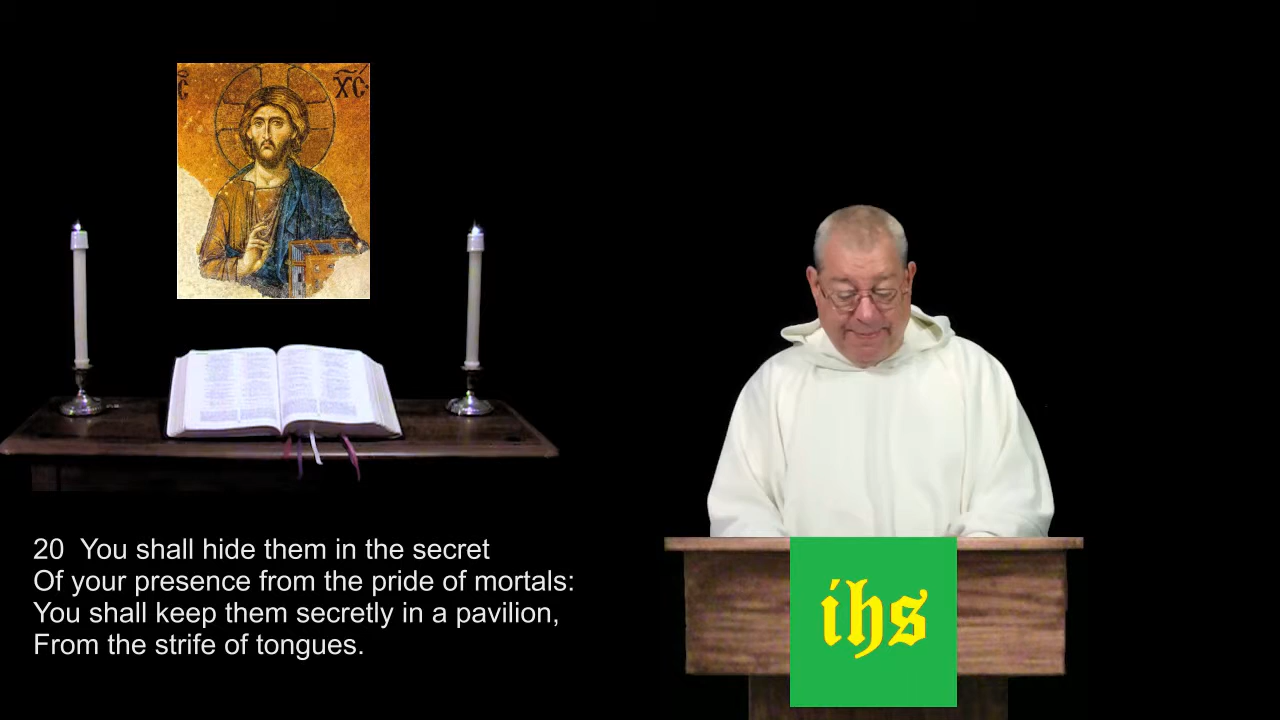 C
XC
20 You shall hide them in the secret
Of your presence from the pride of mortals:
You shall keep them secretly in a pavilion,
From the strife of tongues.
ihs